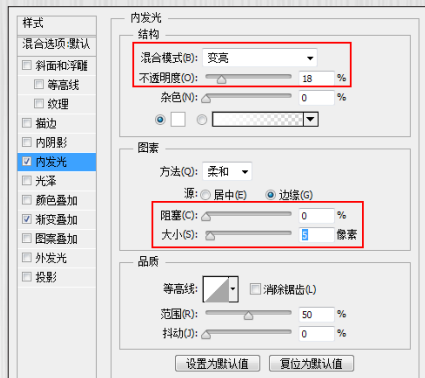 样式
混合选项:默认
斜面和浮雕
等高线
纹理
描边
内阴影
内发光
光泽
颜色叠加
渐变叠加
图案叠加
外发光
投影
内发光
结构
混合模式(B): 变亮
不透明度(O): 18 %
杂色(N): 0 %
图素
方法(Q): 柔和
源: 居中(E) 边缘(G)
阻塞(C): 0 %
大小(S): 5 像素
品质
等高线: 消除锯齿(L)
范围(R): 50 %
抖动(J): 0 %
设置为默认值 复位为默认值